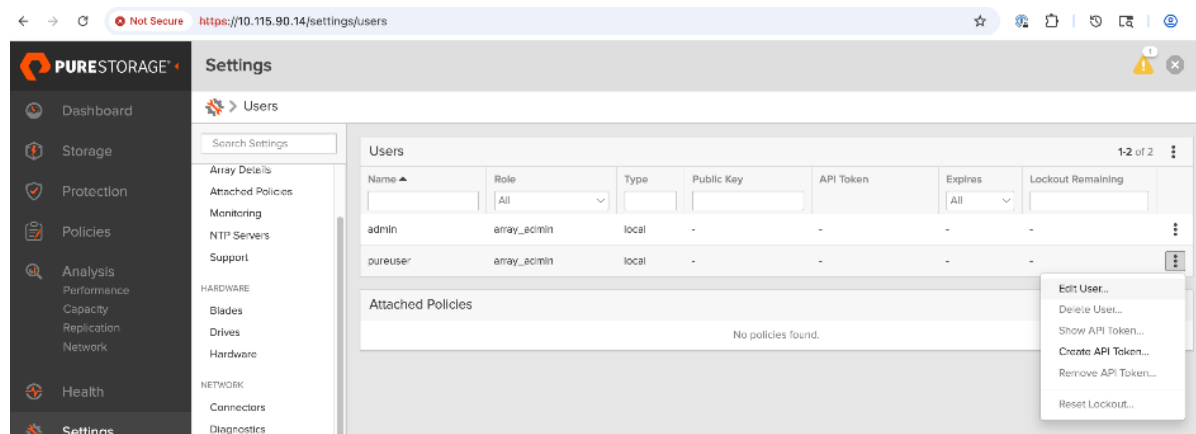 Not Secure https://10.115.90.14/settings/users
PURESTORAGE®
Settings
1
Dashboard
Storage
Protection
Policies
Analysis
Performance
Capacity
Replication
Network
Health
Settings
Users
Search Settings
Array Details
Attached Policies
Monitoring
NTP Servers
Support
HARDWARE
Blades
Drives
Hardware
NETWORK
Connectors
Diagnostics
Users 1-2 of 2
Name Role Type Public Key API Token Expires Lockout Remaining
All All
admin array_admin local - - - -
pureuser array_admin local - - - -
Attached Policies
No policies found.
Edit User...
Delete User...
Show API Token...
Create API Token...
Remove API Token...
Reset Lockout...